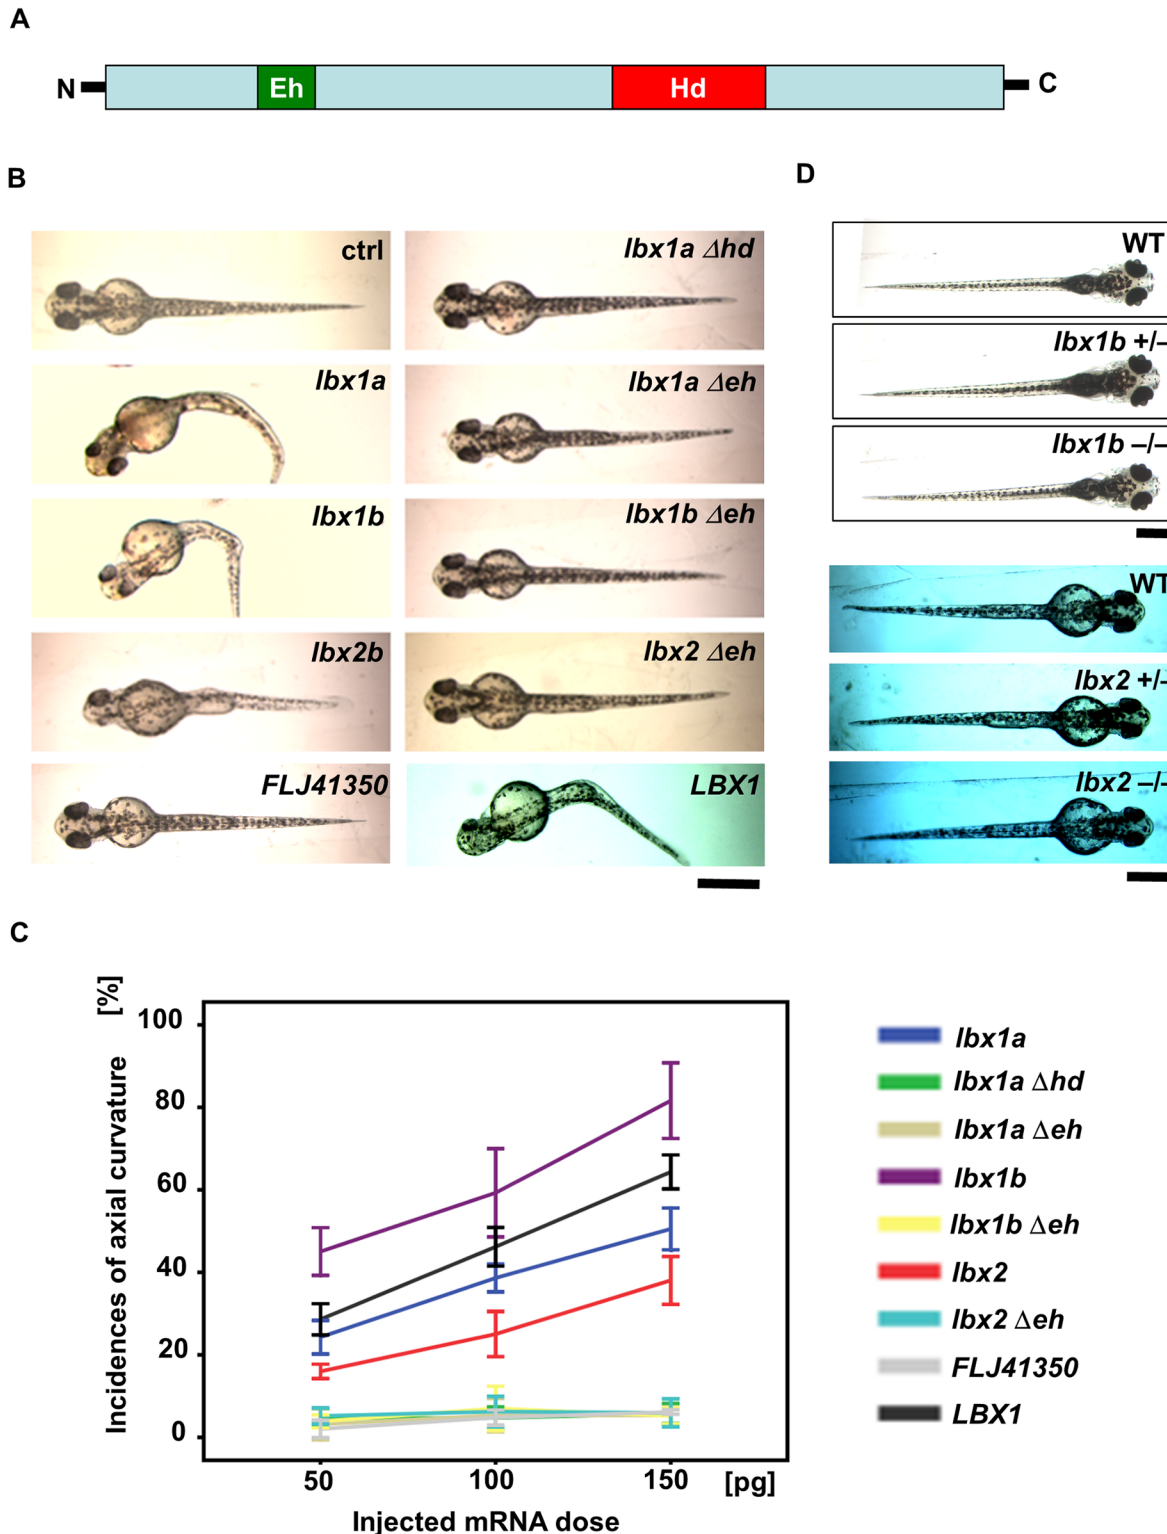 A
N Eh Hd C
B
ctrl
lbx1a Δhd
lbx1a
lbx1a Δeh
lbx1b
lbx1b Δeh
lbx2b
lbx2 Δeh
FLJ41350
LBX1
D
WT
lbx1b +/–
lbx1b –/–
WT
lbx2 +/–
lbx2 –/–
C
Incidences of axial curvature [%]
100
80
60
40
20
0
50 100 150 [pg]
Injected mRNA dose
lbx1a
lbx1a Δhd
lbx1a Δeh
lbx1b
lbx1b Δeh
lbx2
lbx2 Δeh
FLJ41350
LBX1